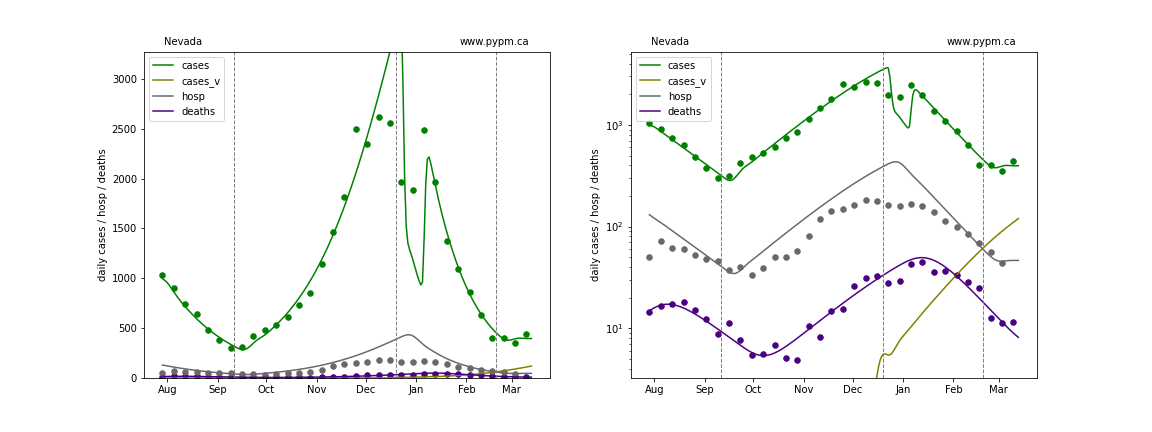 Nevada www.pypm.ca
cases
cases_v
hosp
deaths
daily cases / hosp / deaths
3000
2500
2000
1500
1000
500
0
Aug Sep Oct Nov Dec Jan Feb Mar
Nevada www.pypm.ca
cases
cases_v
hosp
deaths
daily cases / hosp / deaths
10³
10²
10¹
Aug Sep Oct Nov Dec Jan Feb Mar